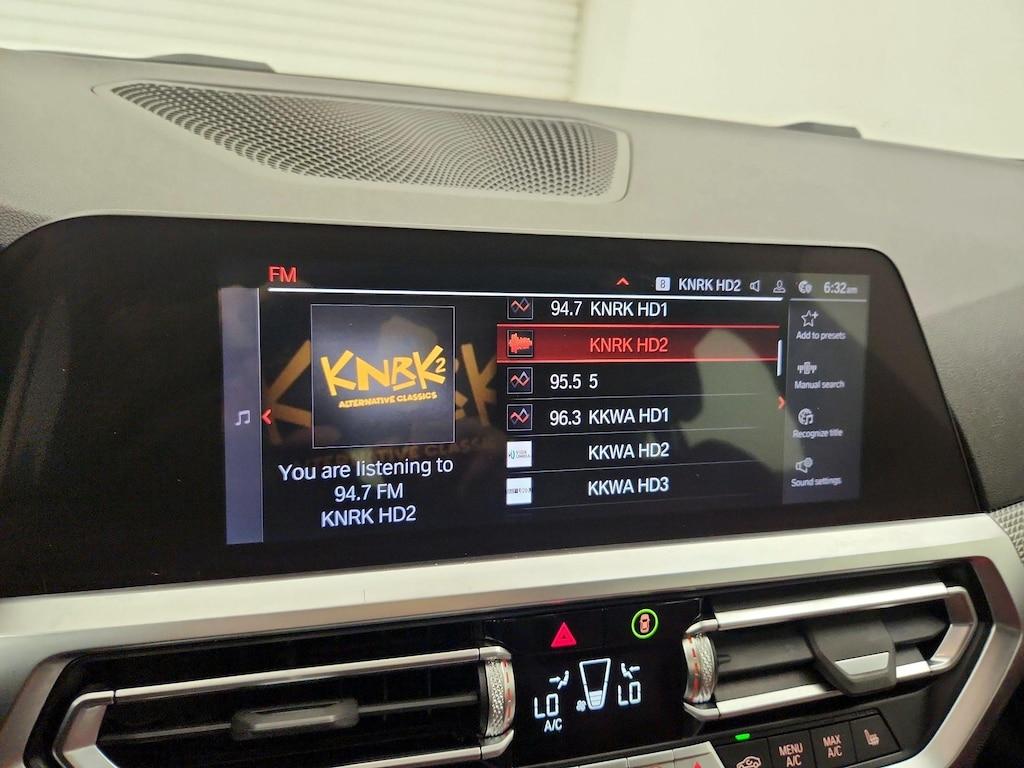 FM
8 KNRK HD2 6:32am
KNRK2
ALTERNATIVE CLASSICS
You are listening to
94.7 FM
KNRK HD2
94.7 KNRK HD1
KNRK HD2
95.5 5
96.3 KKWA HD1
KKWA HD2
KKWA HD3
Add to presets
Manual search
Recognize title
Sound settings
LO LO
A/C
MENU
A/C
MAX
A/C